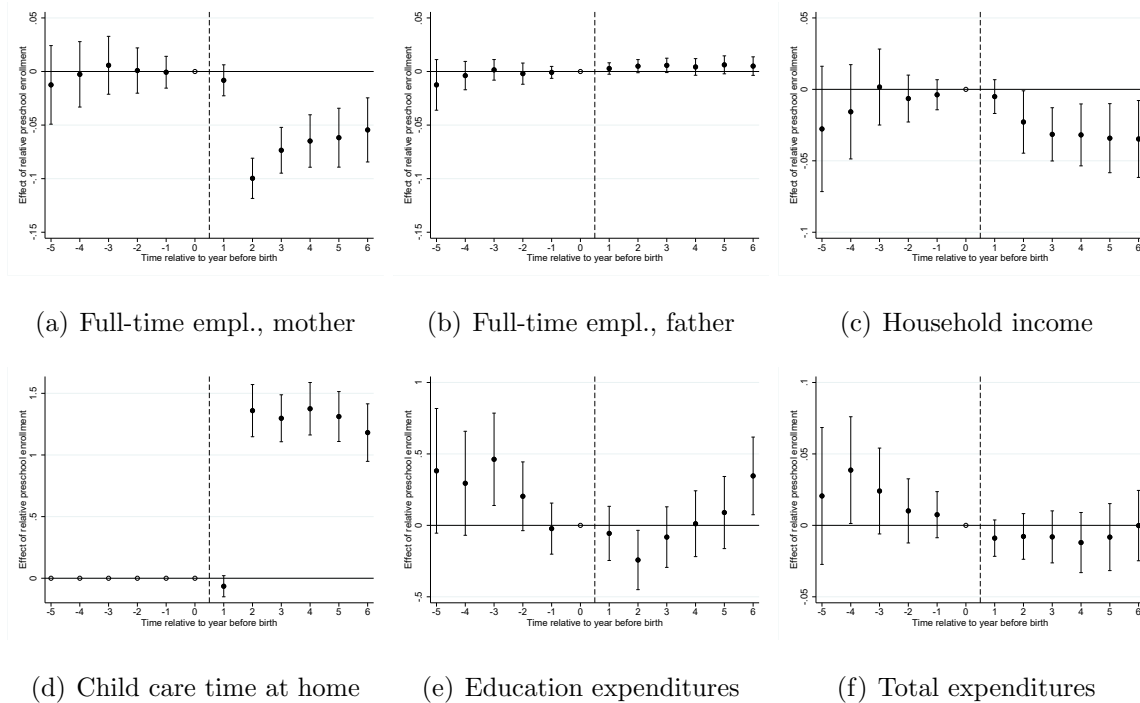 .05
0
-.05
-.1
-.15
Effect of relative preschool enrollment
-5 -4 -3 -2 -1 0 1 2 3 4 5 6
Time relative to year before birth
(a) Full-time empl., mother
.05
0
-.05
-.1
-.15
Effect of relative preschool enrollment
-5 -4 -3 -2 -1 0 1 2 3 4 5 6
Time relative to year before birth
(b) Full-time empl., father
.05
0
-.05
-.1
Effect of relative preschool enrollment
-5 -4 -3 -2 -1 0 1 2 3 4 5 6
Time relative to year before birth
(c) Household income
1.5
1
.5
0
Effect of relative preschool enrollment
-5 -4 -3 -2 -1 0 1 2 3 4 5 6
Time relative to year before birth
(d) Child care time at home
1
.5
0
-.5
Effect of relative preschool enrollment
-5 -4 -3 -2 -1 0 1 2 3 4 5 6
Time relative to year before birth
(e) Education expenditures
.1
.05
0
-.05
Effect of relative preschool enrollment
-5 -4 -3 -2 -1 0 1 2 3 4 5 6
Time relative to year before birth
(f) Total expenditures